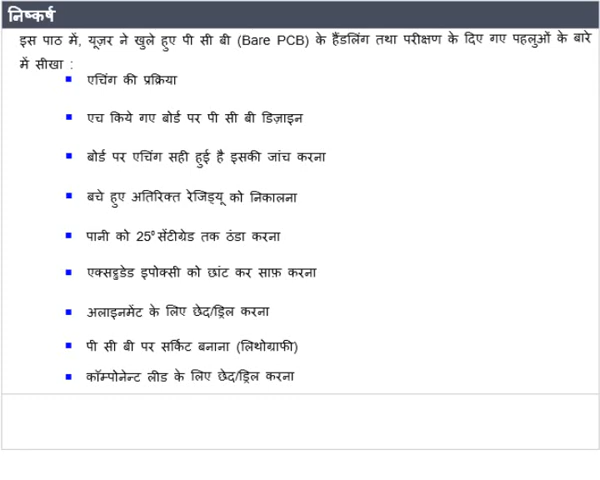 निष्कर्ष
इस पाठ में, यूज़र ने खुले हुए पी सी बी (Bare PCB) के हैंडलिंग तथा परीक्षण के दिए गए पहलुओं के बारे
में सीखा :
एचिंग की प्रक्रिया
एच किये गए बोर्ड पर पी सी बी डिज़ाइन
बोर्ड पर एचिंग सही हुई है इसकी जांच करना
बचे हुए अतिरिक्त रेजिड्यू को निकालना
पानी को 25⁰ सेंटीग्रेड तक ठंडा करना
एक्सट्रुडेड इपोक्सी को छांट कर साफ़ करना
अलाइनमेंट के लिए छेद/ड्रिल करना
पी सी बी पर सर्किट बनाना (लिथोग्राफी)
कॉम्पोनेन्ट लीड के लिए छेद/ड्रिल करना